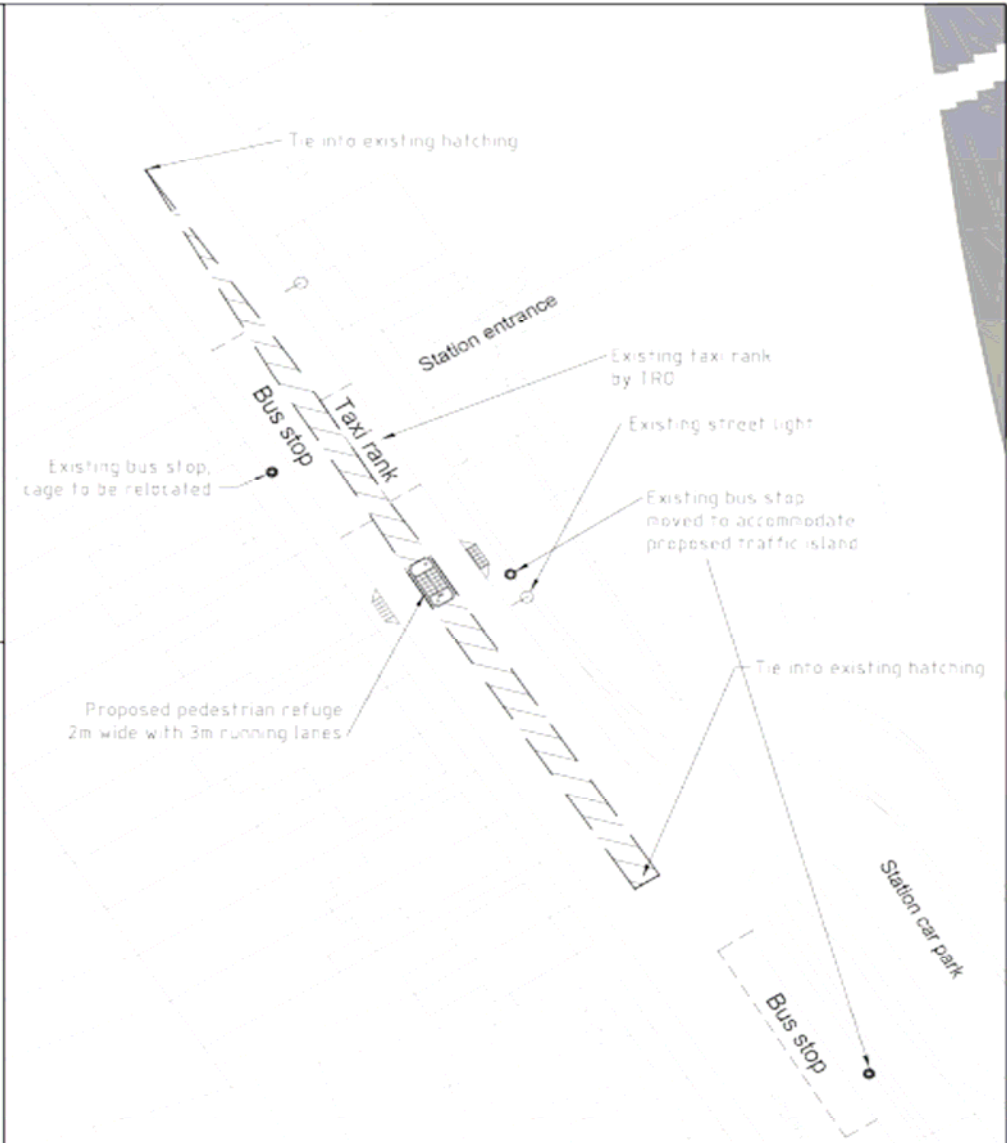 Tie into existing hatching
Station entrance
Existing taxi rank
by TRO
Bus stop
Taxi rank
Existing street light
Existing bus stop,
cage to be relocated
Existing bus stop
moved to accommodate
proposed traffic island
Tie into existing hatching
Proposed pedestrian refuge
2m wide with 3m running lanes
Station car park
Bus stop